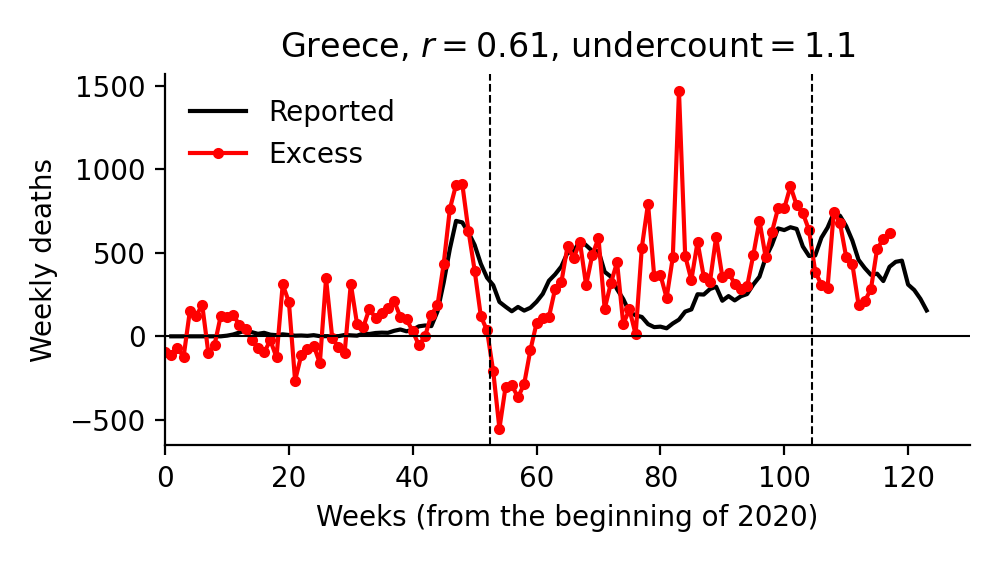 Greece, r = 0.61, undercount = 1.1
1500
1000
500
0
−500
Weekly deaths
Reported
Excess
0 20 40 60 80 100 120
Weeks (from the beginning of 2020)